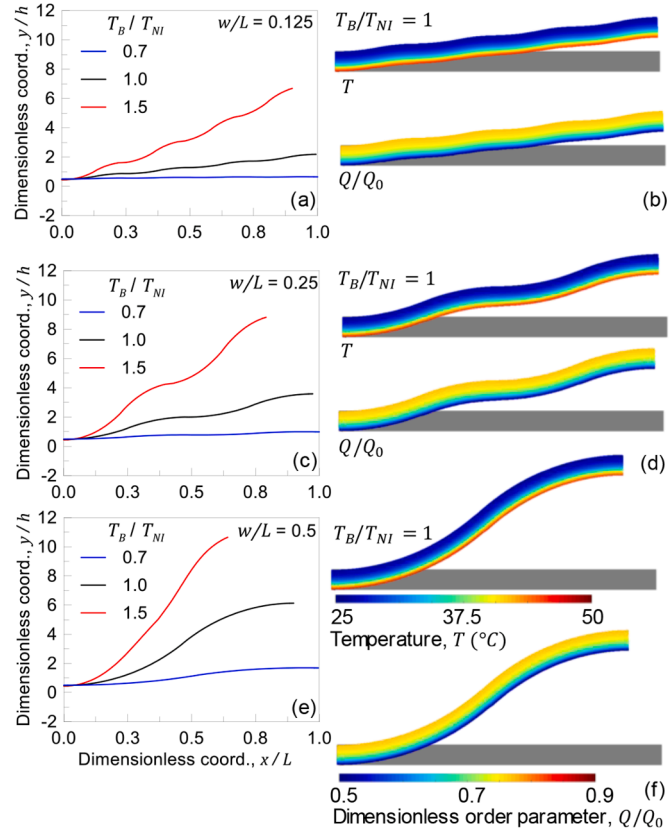 T_B / T_NI
w/L = 0.125
0.7
1.0
1.5
Dimensionless coord., y/h
12
10
8
6
4
2
0
-2
0.0
0.3
0.5
0.8
1.0
(a)
T_B/T_NI = 1
T
Q/Q_0
(b)
T_B / T_NI
w/L = 0.25
0.7
1.0
1.5
Dimensionless coord., y/h
12
10
8
6
4
2
0
-2
0.0
0.3
0.5
0.8
1.0
(c)
T_B/T_NI = 1
T
Q/Q_0
(d)
T_B / T_NI
w/L = 0.5
0.7
1.0
1.5
Dimensionless coord., y/h
12
10
8
6
4
2
0
-2
0.0
0.3
0.5
0.8
1.0
Dimensionless coord., x/L
(e)
T_B/T_NI = 1
25
37.5
50
Temperature, T (°C)
(f)
0.5
0.7
0.9
Dimensionless order parameter, Q/Q_0